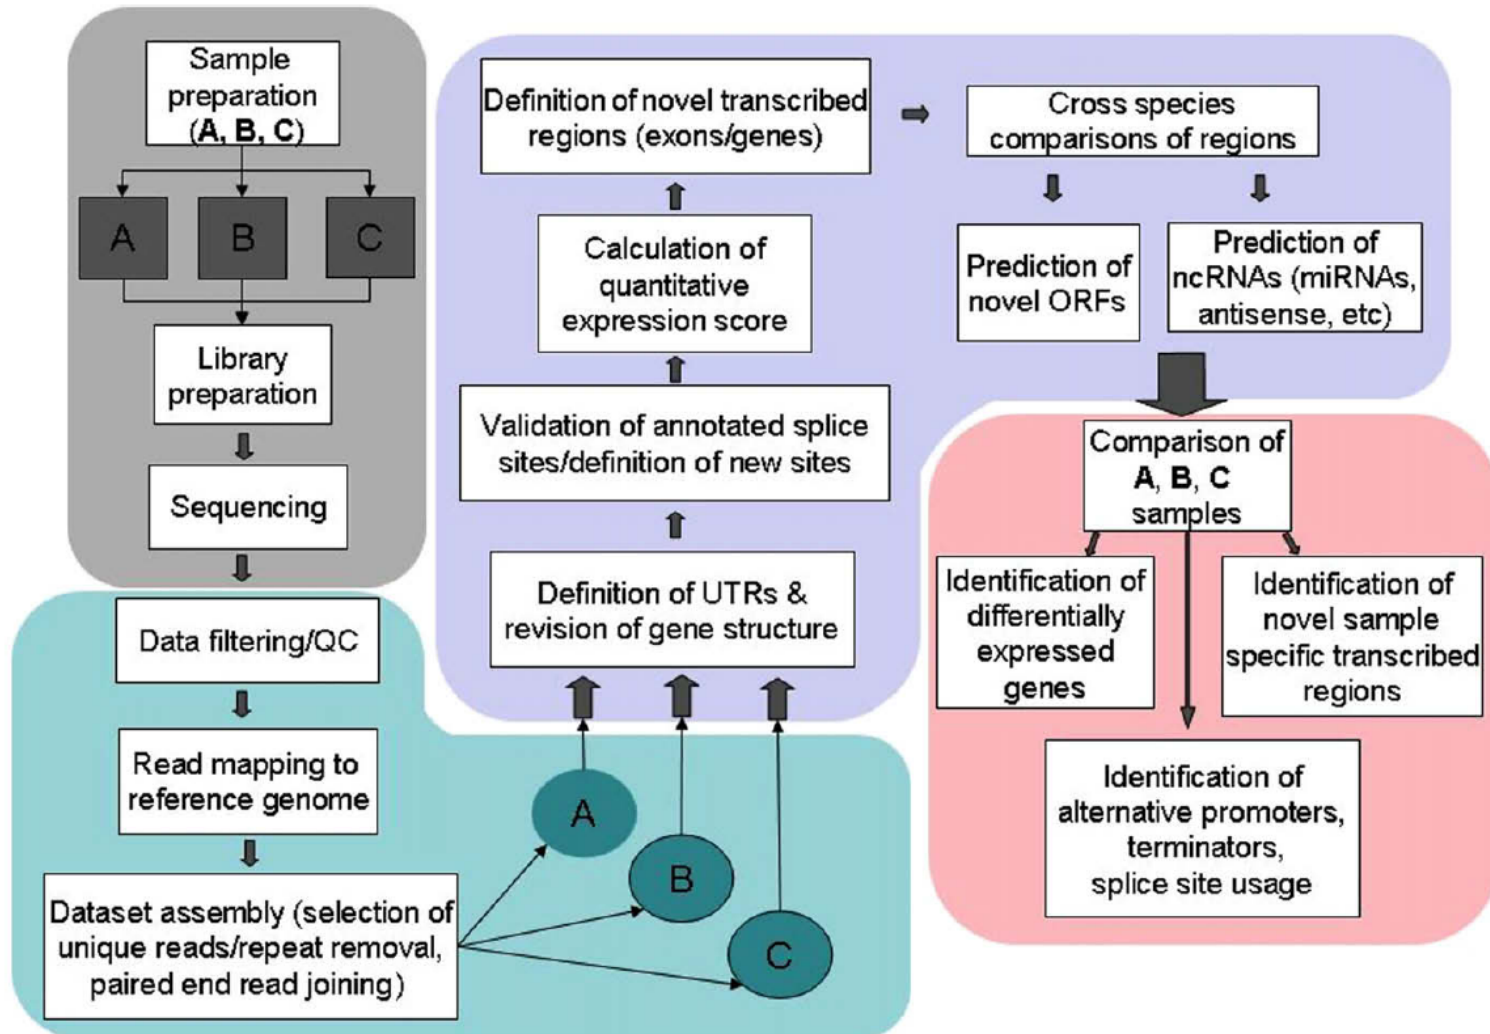 Sample
preparation
(A, B, C)
A
B
C
Library
preparation
Sequencing
Data filtering/QC
Read mapping to
reference genome
Dataset assembly (selection of
unique reads/repeat removal,
paired end read joining)
A
B
C
Definition of UTRs &
revision of gene structure
Validation of annotated splice
sites/definition of new sites
Calculation of
quantitative
expression score
Definition of novel transcribed
regions (exons/genes)
Cross species
comparisons of regions
Prediction of
novel ORFs
Prediction of
ncRNAs (miRNAs,
antisense, etc)
Comparison of
A, B, C
samples
Identification of
differentially
expressed
genes
Identification of
novel sample
specific transcribed
regions
Identification of
alternative promoters,
terminators,
splice site usage